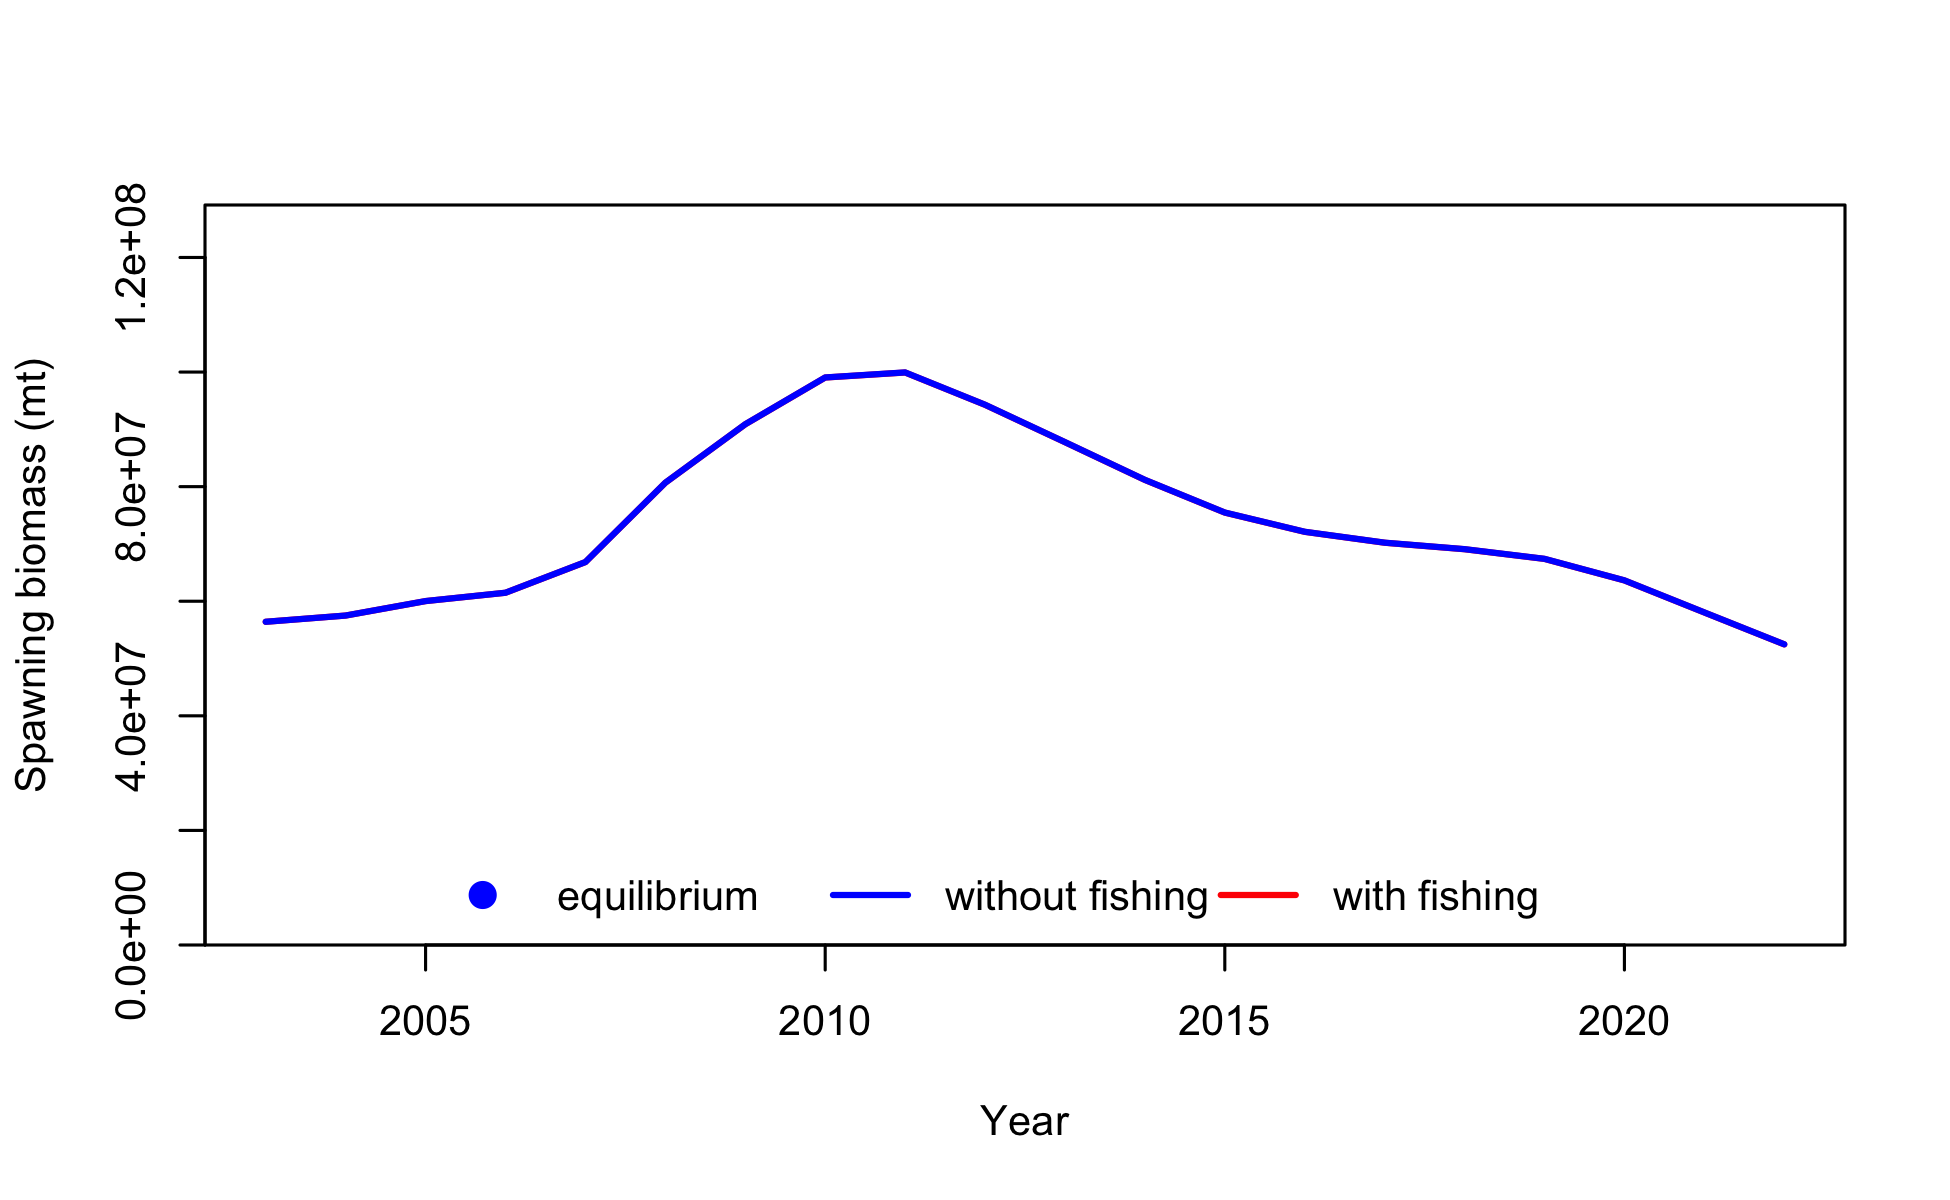 Spawning biomass (mt)
1.2e+08
8.0e+07
4.0e+07
0.0e+00
equilibrium without fishing with fishing
2005 2010 2015 2020
Year